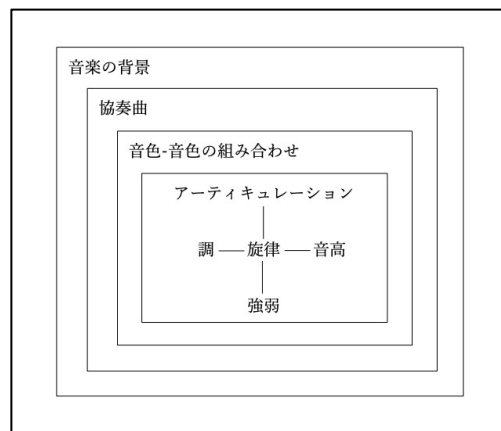 音楽の背景
協奏曲
音色-音色の組み合わせ
アーティキュレーション
調 旋律 音高
強弱